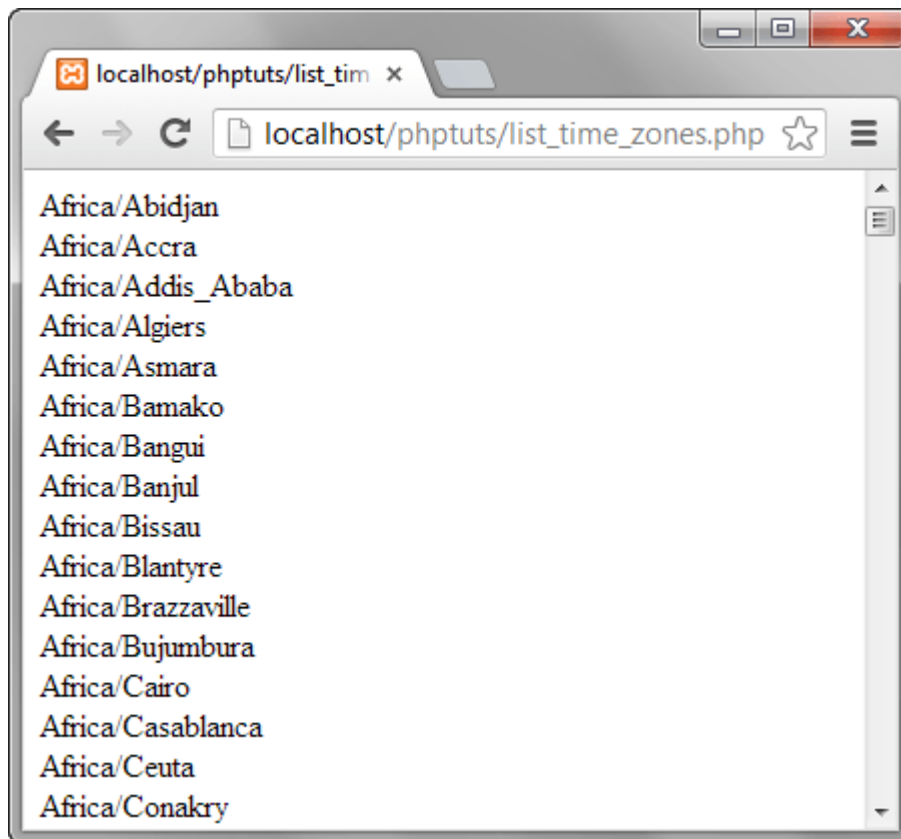 localhost/phptuts/list_tim
localhost/phptuts/list_time_zones.php
Africa/Abidjan
Africa/Accra
Africa/Addis_Ababa
Africa/Algiers
Africa/Asmara
Africa/Bamako
Africa/Bangui
Africa/Banjul
Africa/Bissau
Africa/Blantyre
Africa/Brazzaville
Africa/Bujumbura
Africa/Cairo
Africa/Casablanca
Africa/Ceuta
Africa/Conakry